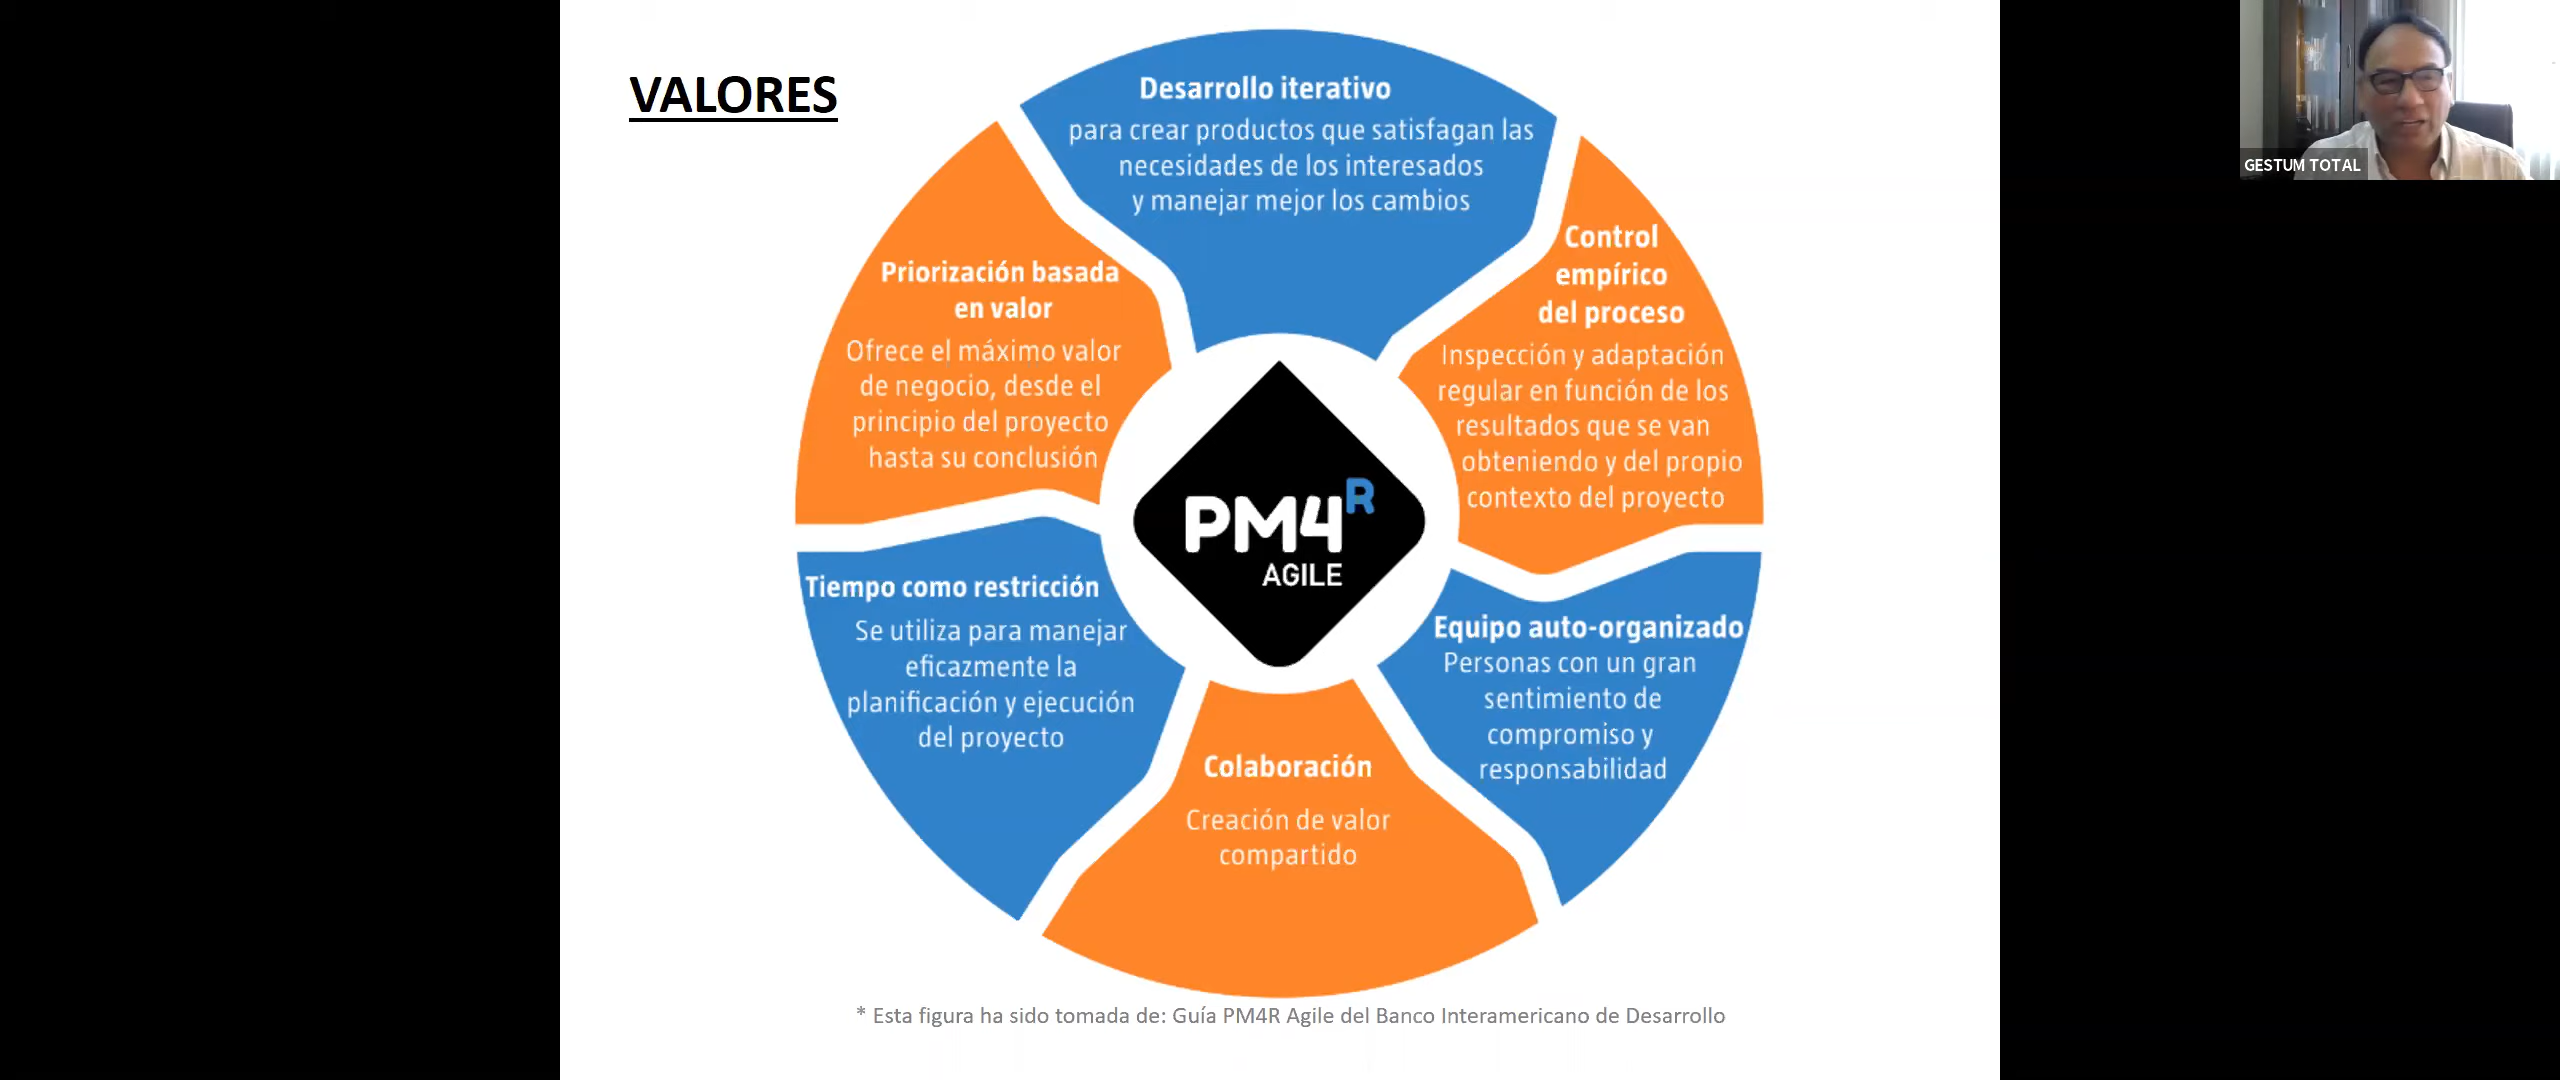 VALORES
Desarrollo iterativo
para crear productos que satisfagan las
necesidades de los interesados
y manejar mejor los cambios
Control
empírico
del proceso
Inspección y adaptación
regular en función de los
resultados que se van
obteniendo y del propio
contexto del proyecto
Equipo auto-organizado
Personas con un gran
sentimiento de
compromiso y
responsabilidad
Colaboración
Creación de valor
compartido
Tiempo como restricción
Se utiliza para manejar
eficazmente la
planificación y ejecución
del proyecto
Priorización basada
en valor
Ofrece el máximo valor
de negocio, desde el
principio del proyecto
hasta su conclusión
PM4R
AGILE
* Esta figura ha sido tomada de: Guía PM4R Agile del Banco Interamericano de Desarrollo
GESTUM TOTAL